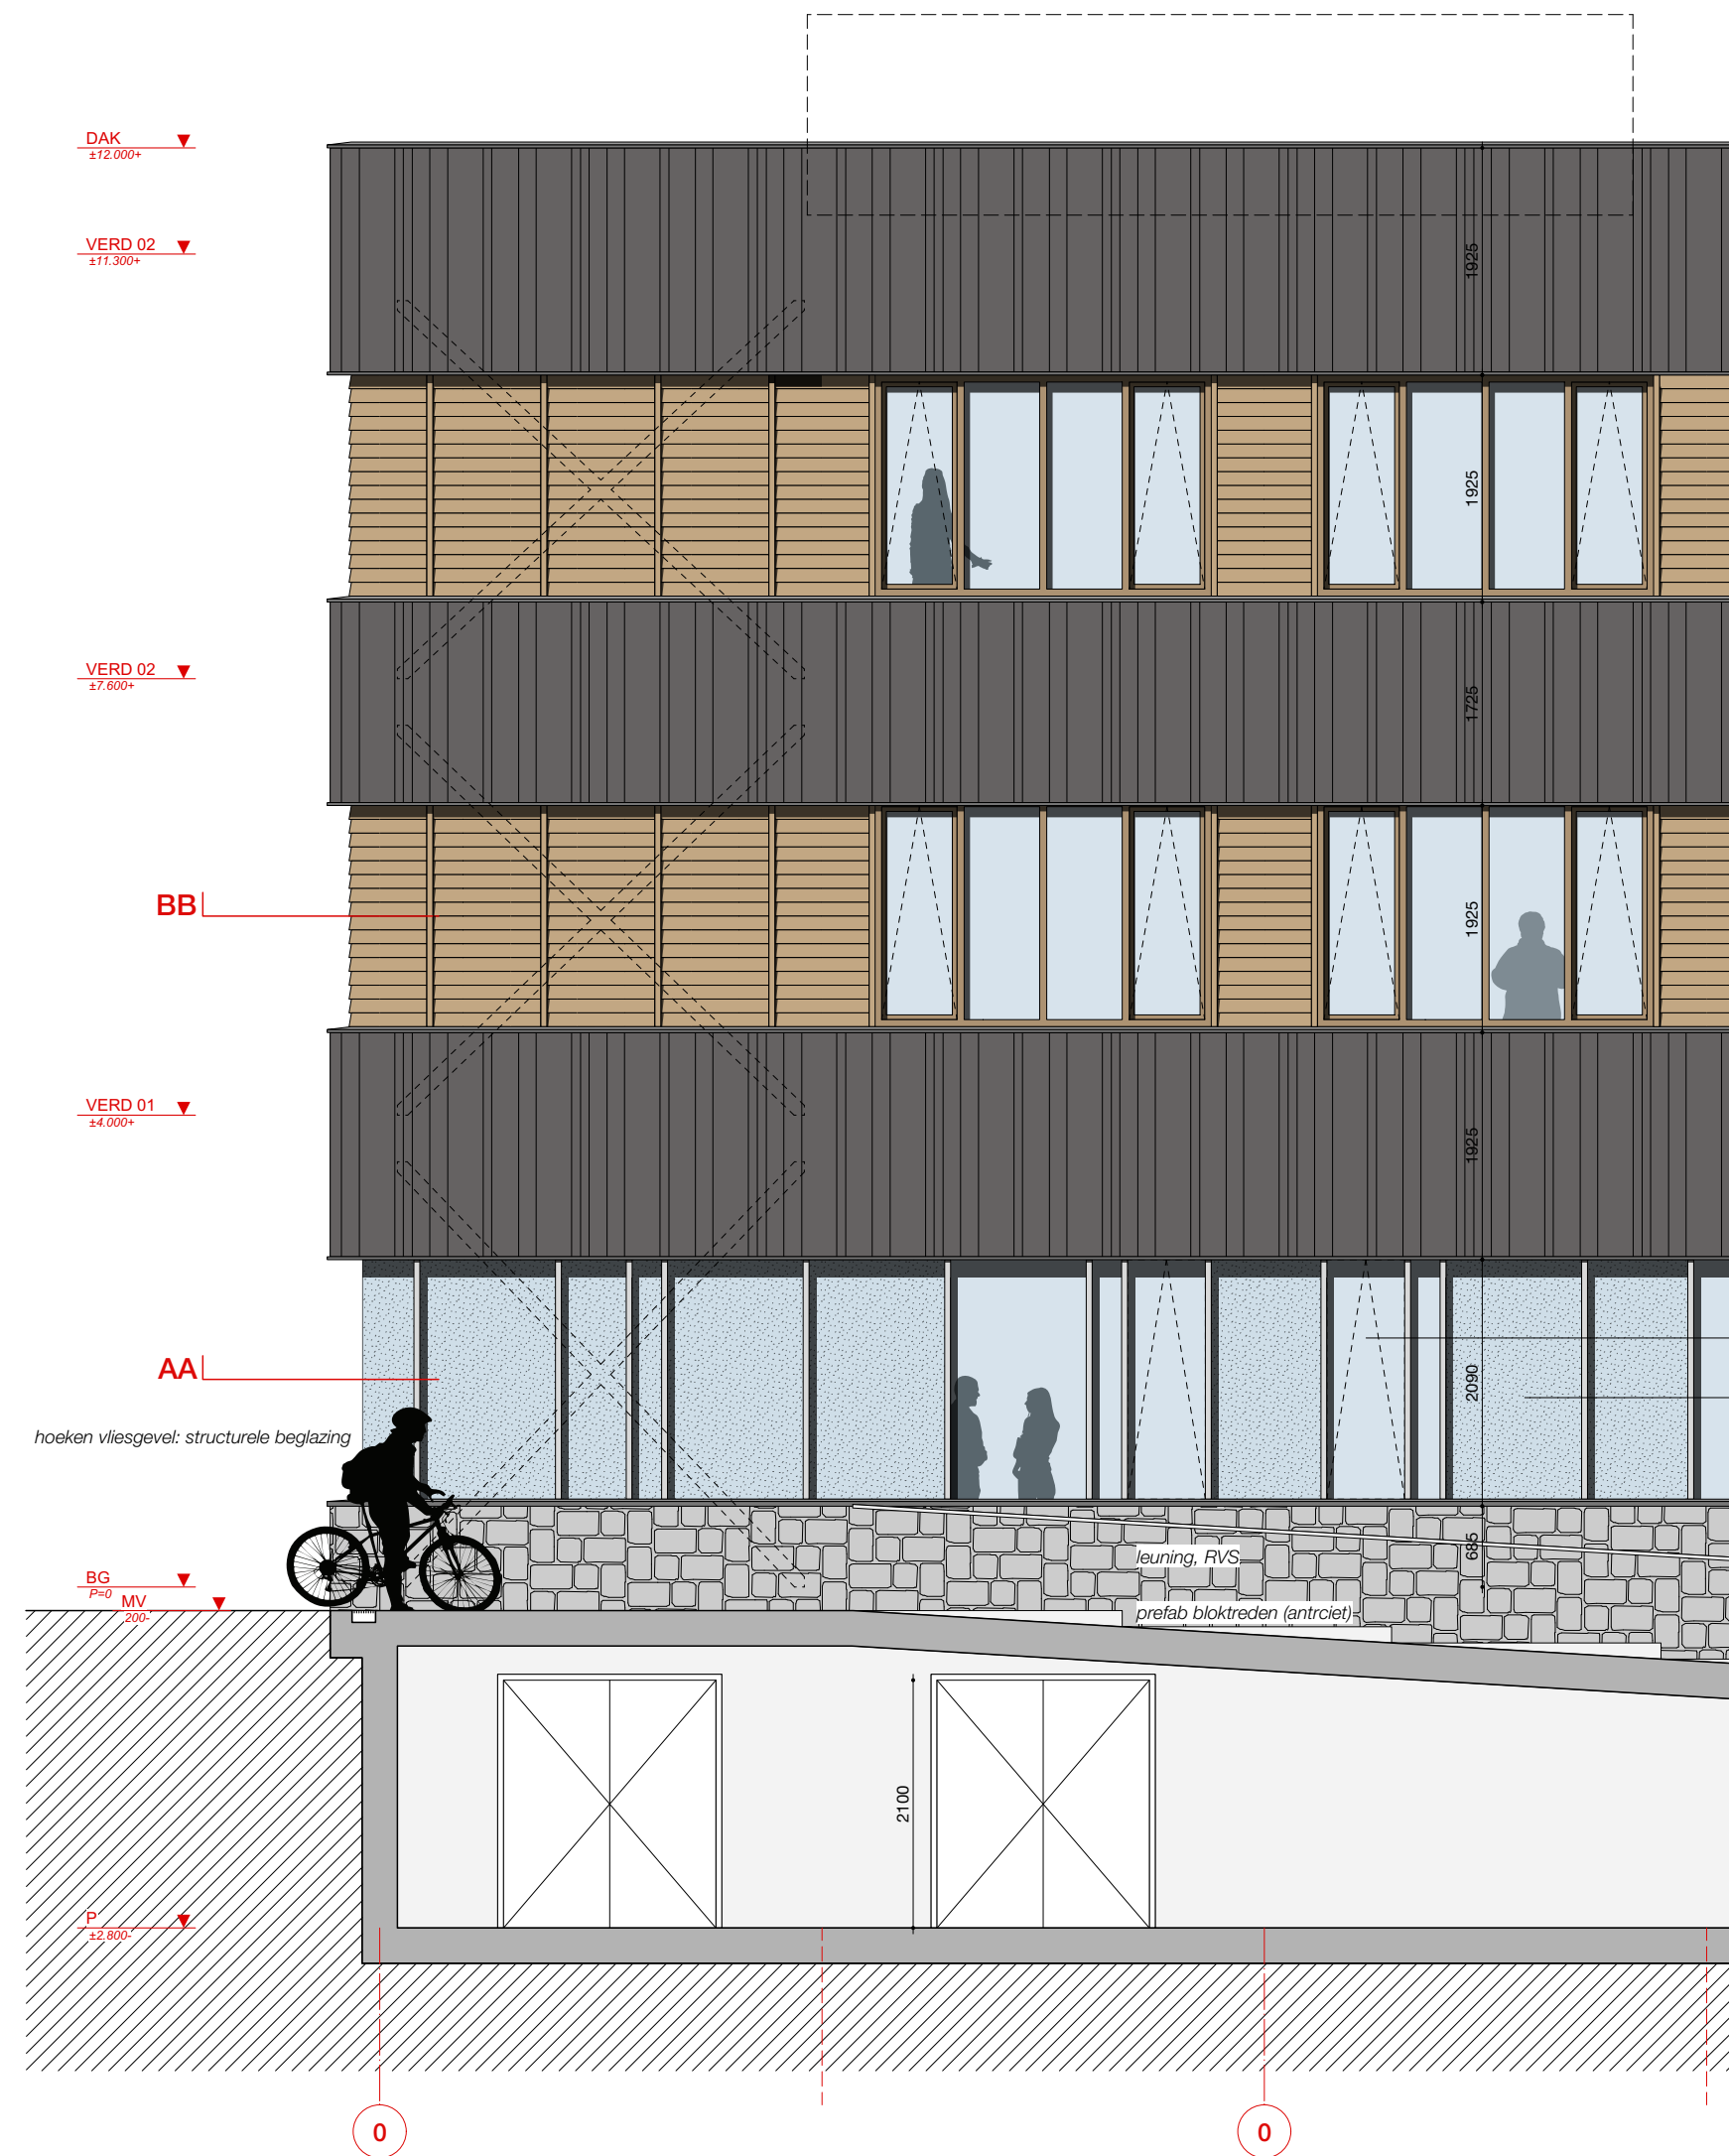 DAK
±12.000+
VERD 02
±11.300+
1925
1925
VERD 02
±7.600+
1725
BB
1925
VERD 01
±4.000+
1925
AA
2090
hoeken vliesgevel: structurele beglazing
685
leuning, RVS
BG
P=0
MV
200-
prefab bloktreden (antrciet)
2100
P
±2.800-
0
0